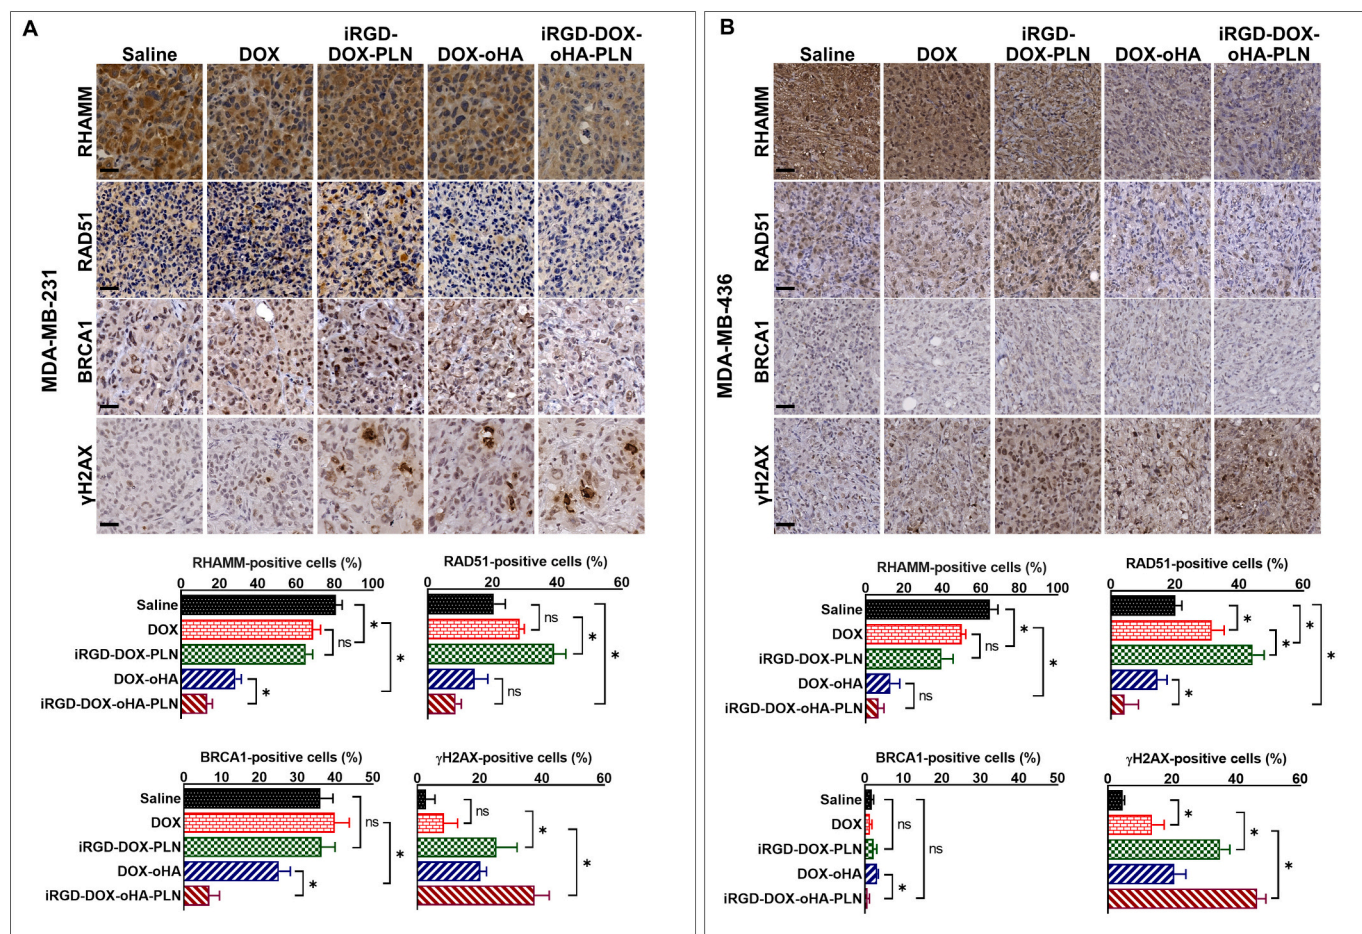 A
Saline
DOX
iRGD-
DOX-PLN
DOX-oHA
iRGD-DOX-
oHA-PLN
MDA-MB-231
RHAMM
RAD51
BRCA1
γH2AX
RHAMM-positive cells (%)
0 20 40 60 80 100
Saline
DOX
iRGD-DOX-PLN
DOX-oHA
iRGD-DOX-oHA-PLN
ns
*
*
*
RAD51-positive cells (%)
0 20 40 60
ns
*
*
ns
BRCA1-positive cells (%)
0 10 20 30 40 50
Saline
DOX
iRGD-DOX-PLN
DOX-oHA
iRGD-DOX-oHA-PLN
ns
*
*
γH2AX-positive cells (%)
0 20 40 60
ns
*
*
B
Saline
DOX
iRGD-
DOX-PLN
DOX-oHA
iRGD-DOX-
oHA-PLN
MDA-MB-436
RHAMM
RAD51
BRCA1
γH2AX
RHAMM-positive cells (%)
0 20 40 60 80 100
Saline
DOX
iRGD-DOX-PLN
DOX-oHA
iRGD-DOX-oHA-PLN
*
ns
*
ns
RAD51-positive cells (%)
0 20 40 60
*
*
*
*
*
BRCA1-positive cells (%)
0 10 20 30 40 50
Saline
DOX
iRGD-DOX-PLN
DOX-oHA
iRGD-DOX-oHA-PLN
ns
ns
*
γH2AX-positive cells (%)
0 20 40 60
*
*
*